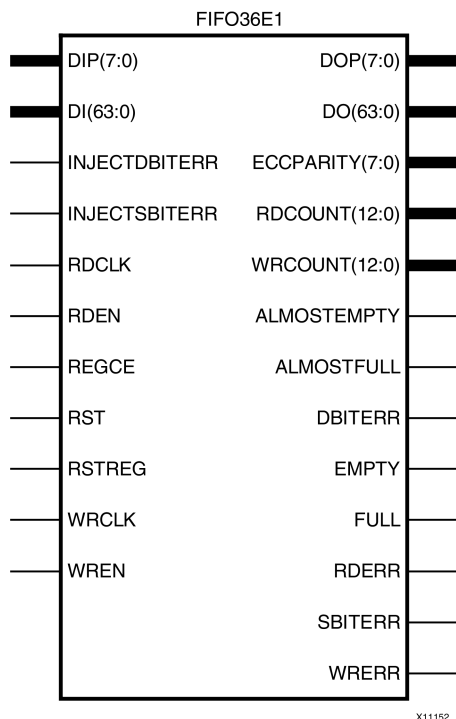 FIFO36E1
DIP(7:0) DOP(7:0)
DI(63:0) DO(63:0)
INJECTDBITERR ECCPARITY(7:0)
INJECTSBITERR RDCOUNT(12:0)
RDCLK WRCOUNT(12:0)
RDEN ALMOSTEMPTY
REGCE ALMOSTFULL
RST DBITERR
RSTREG EMPTY
WRCLK FULL
WREN RDERR
SBITERR
WRERR
X11152